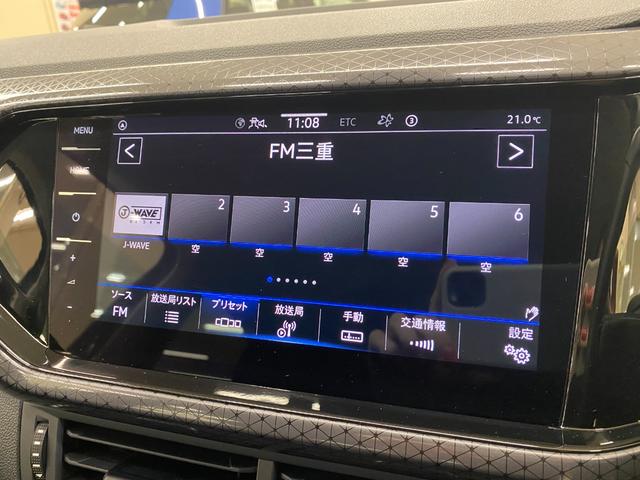 MENU
HOME
11:08
ETC
3
21.0℃
FM三重
J-WAVE
2
3
4
5
6
J-WAVE
空
空
空
空
空
ソース
FM
放送局リスト
プリセット
放送局
手動
交通情報
設定